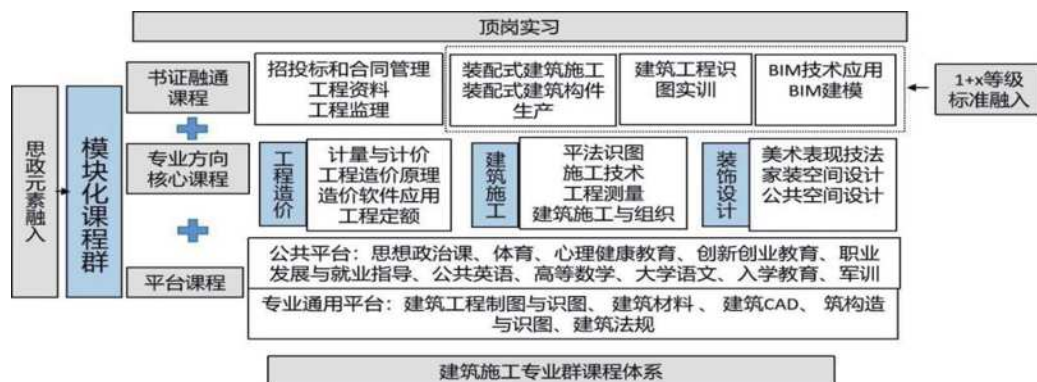 顶岗实习
思政元素融入
模块化课程群
书证融通
课程
招投标和合同管理
工程资料
工程监理
装配式建筑施工
装配式建筑构件
生产
建筑工程识
图实训
BIM技术应用
BIM建模
1+x等级
标准融入
专业方向
核心课程
工程造价
计量与计价
工程造价原理
造价软件应用
工程定额
建筑施工
平法识图
施工技术
工程测量
建筑施工与组织
装饰设计
美术表现技法
家装空间设计
公共空间设计
平台课程
公共平台：思想政治课、体育、心理健康教育、创新创业教育、职业
发展与就业指导、公共英语、高等数学、大学语文、入学教育、军训
专业通用平台：建筑工程制图与识图、建筑材料 、建筑CAD、 筑构造
与识图、建筑法规
建筑施工专业群课程体系